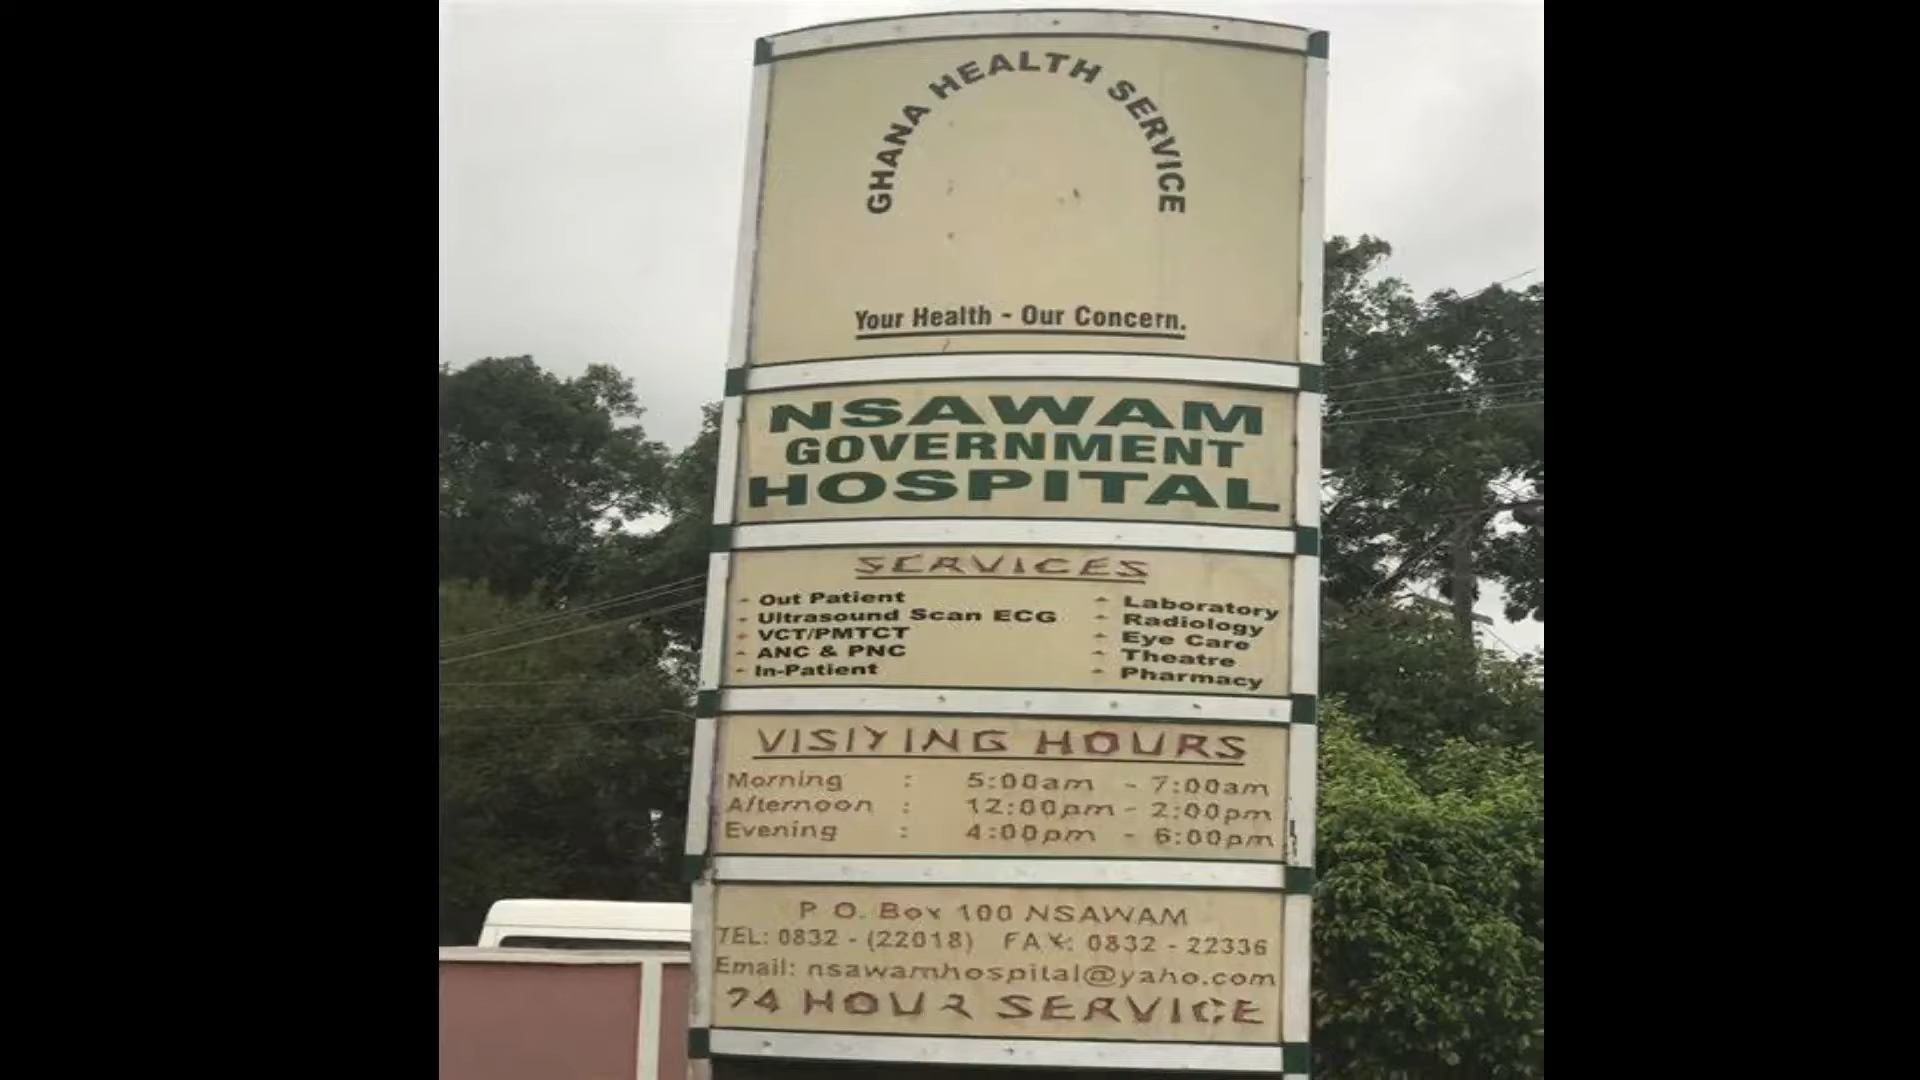 GHANA HEALTH SERVICE
Your Health - Our Concern.
NSAWAM
GOVERNMENT
HOSPITAL
SERVICES
- Out Patient
- Ultrasound Scan ECG
- VCT/PMTCT
- ANC & PNC
- In-Patient
- Laboratory
- Radiology
- Eye Care
- Theatre
- Pharmacy
VISIYING HOURS
Morning : 5:00am - 7:00am
Afternoon : 12:00pm - 2:00pm
Evening : 4:00pm - 6:00pm
P O. Box 100 NSAWAM
TEL: 0832 - (22018) FAX: 0832 - 22336
Email: nsawamhospital@yaho.com
24 HOUR SERVICE